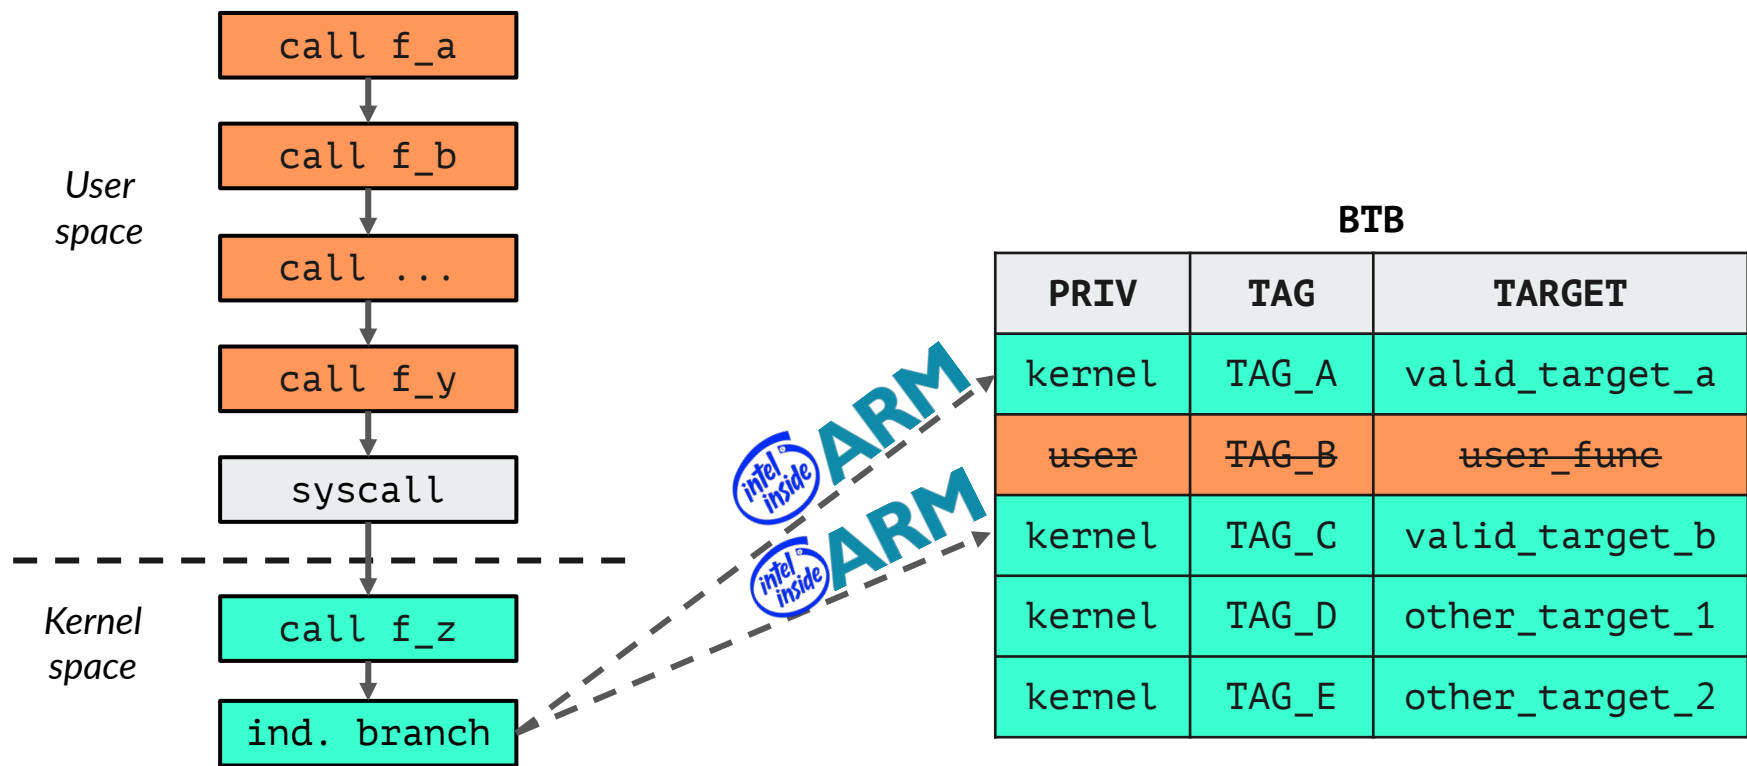 call f_a
call f_b
User
space
call ...
call f_y
syscall
Kernel
space
call f_z
ind. branch
intel
inside
ARM
intel
inside
ARM
BTB
PRIV TAG TARGET
kernel TAG_A valid_target_a
user TAG_B user_func
kernel TAG_C valid_target_b
kernel TAG_D other_target_1
kernel TAG_E other_target_2